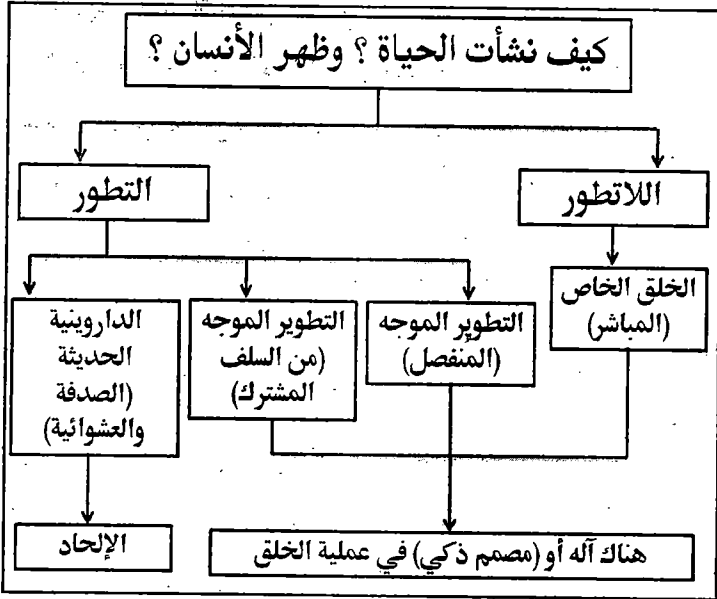 كيف نشأت الحياة ؟ وظهر الأنسان ؟
اللاتطور
التطور
الخلق الخاص
(المباشر)
التطوير الموجه
(المنفصل)
التطوير الموجه
(من السلف
المشترك)
الداروينية
الحديثة
(الصدفة
والعشوائية)
هناك آله أو (مصمم ذكي) في عملية الخلق
الإلحاد